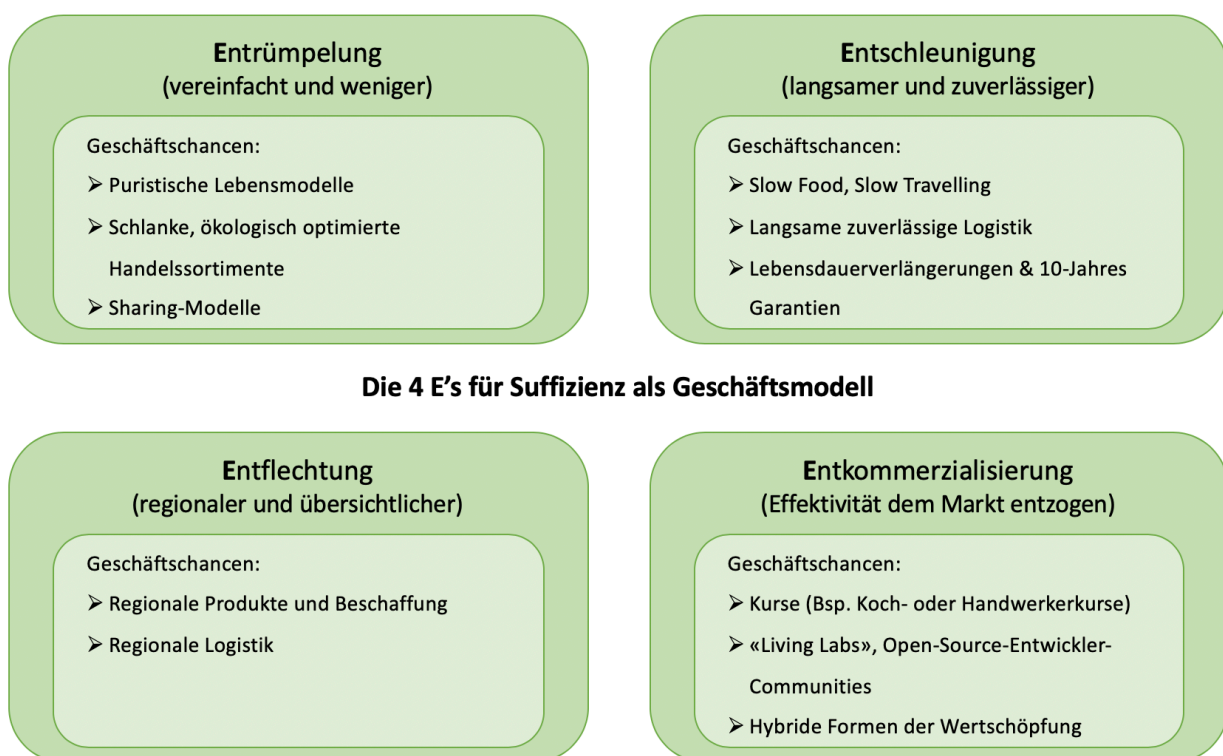 Entrümpelung
(vereinfacht und weniger)
Geschäftschancen:
➢ Puristische Lebensmodelle
➢ Schlanke, ökologisch optimierte
Handelssortimente
➢ Sharing-Modelle
Entschleunigung
(langsamer und zuverlässiger)
Geschäftschancen:
➢ Slow Food, Slow Travelling
➢ Langsame zuverlässige Logistik
➢ Lebensdauerverlängerungen & 10-Jahres
Garantien
Die 4 E’s für Suffizienz als Geschäftsmodell
Entflechtung
(regionaler und übersichtlicher)
Geschäftschancen:
➢ Regionale Produkte und Beschaffung
➢ Regionale Logistik
Entkommerzialisierung
(Effektivität dem Markt entzogen)
Geschäftschancen:
➢ Kurse (Bsp. Koch- oder Handwerkerkurse)
➢ «Living Labs», Open-Source-Entwickler-
Communities
➢ Hybride Formen der Wertschöpfung